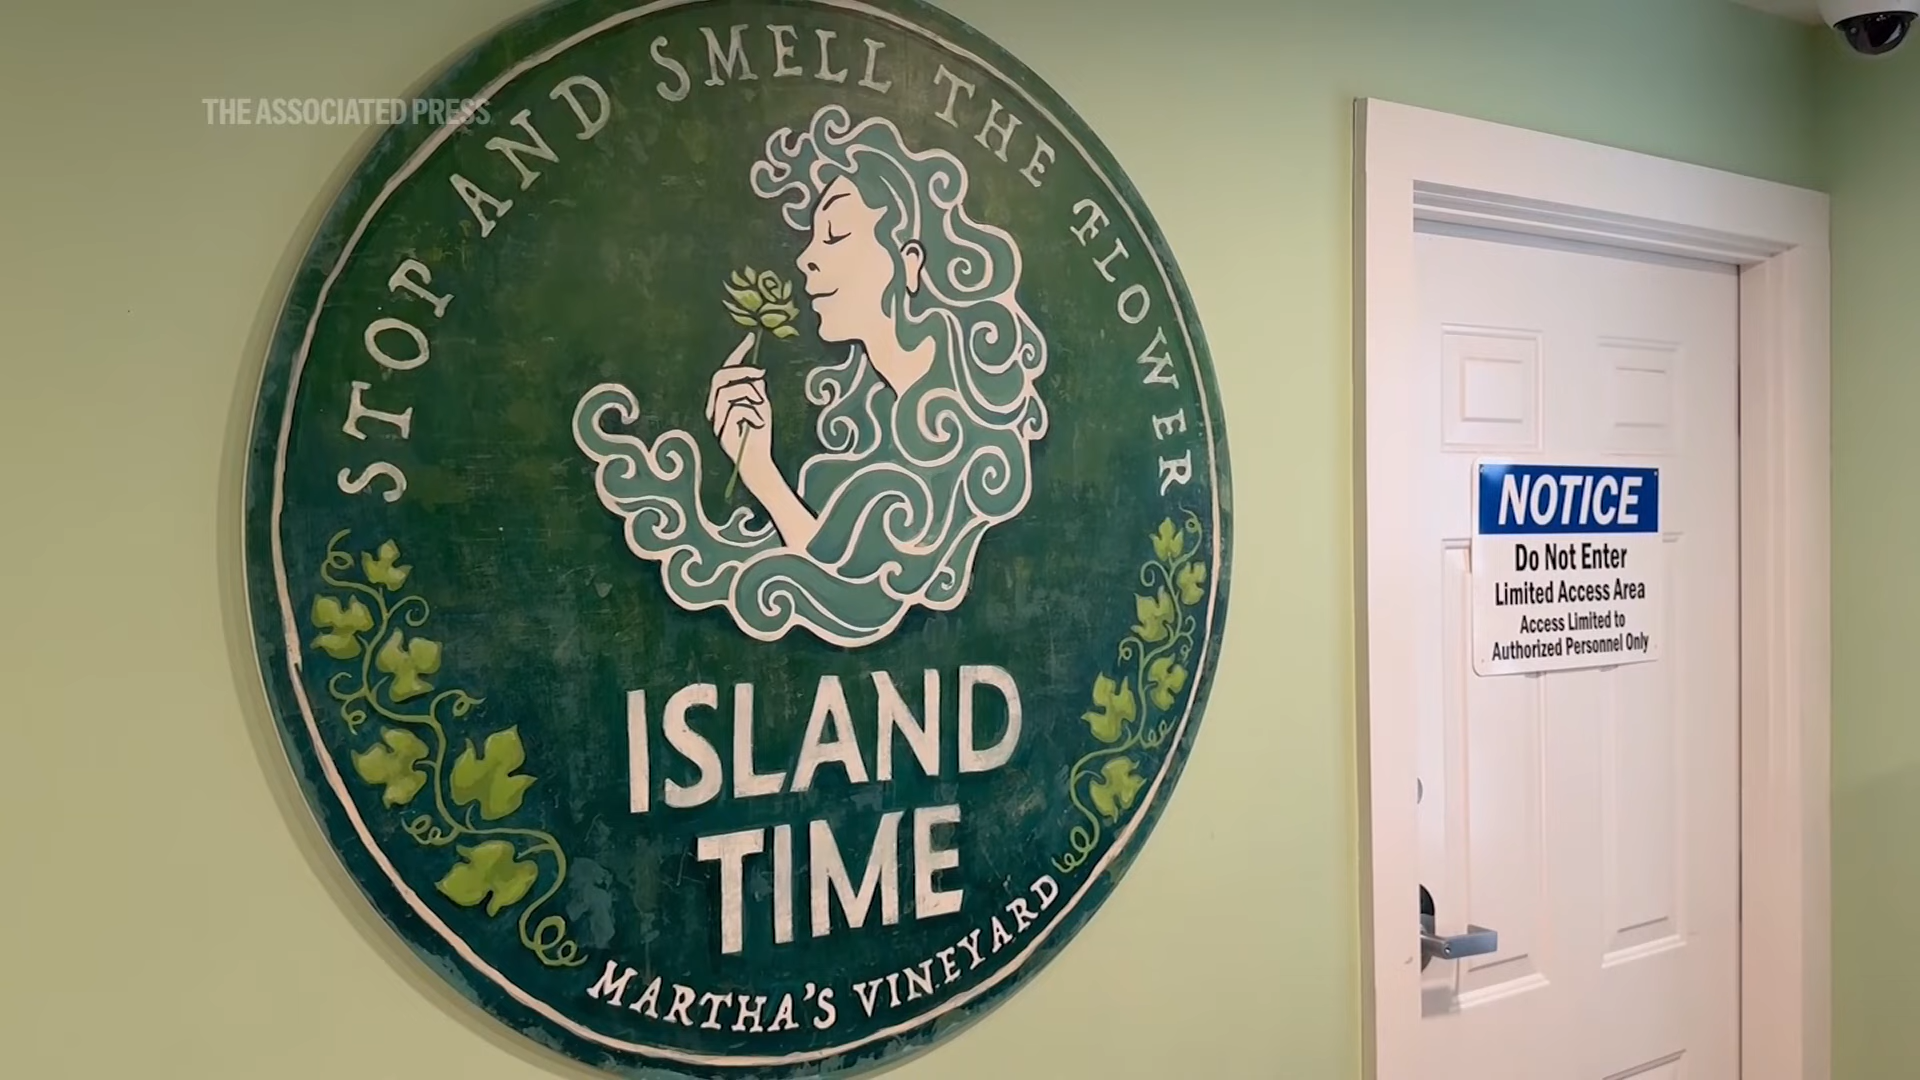 THE ASSOCIATED PRESS
STOP AND SMELL THE FLOWER
ISLAND
TIME
MARTHA'S VINEYARD
NOTICE
Do Not Enter
Limited Access Area
Access Limited to
Authorized Personnel Only